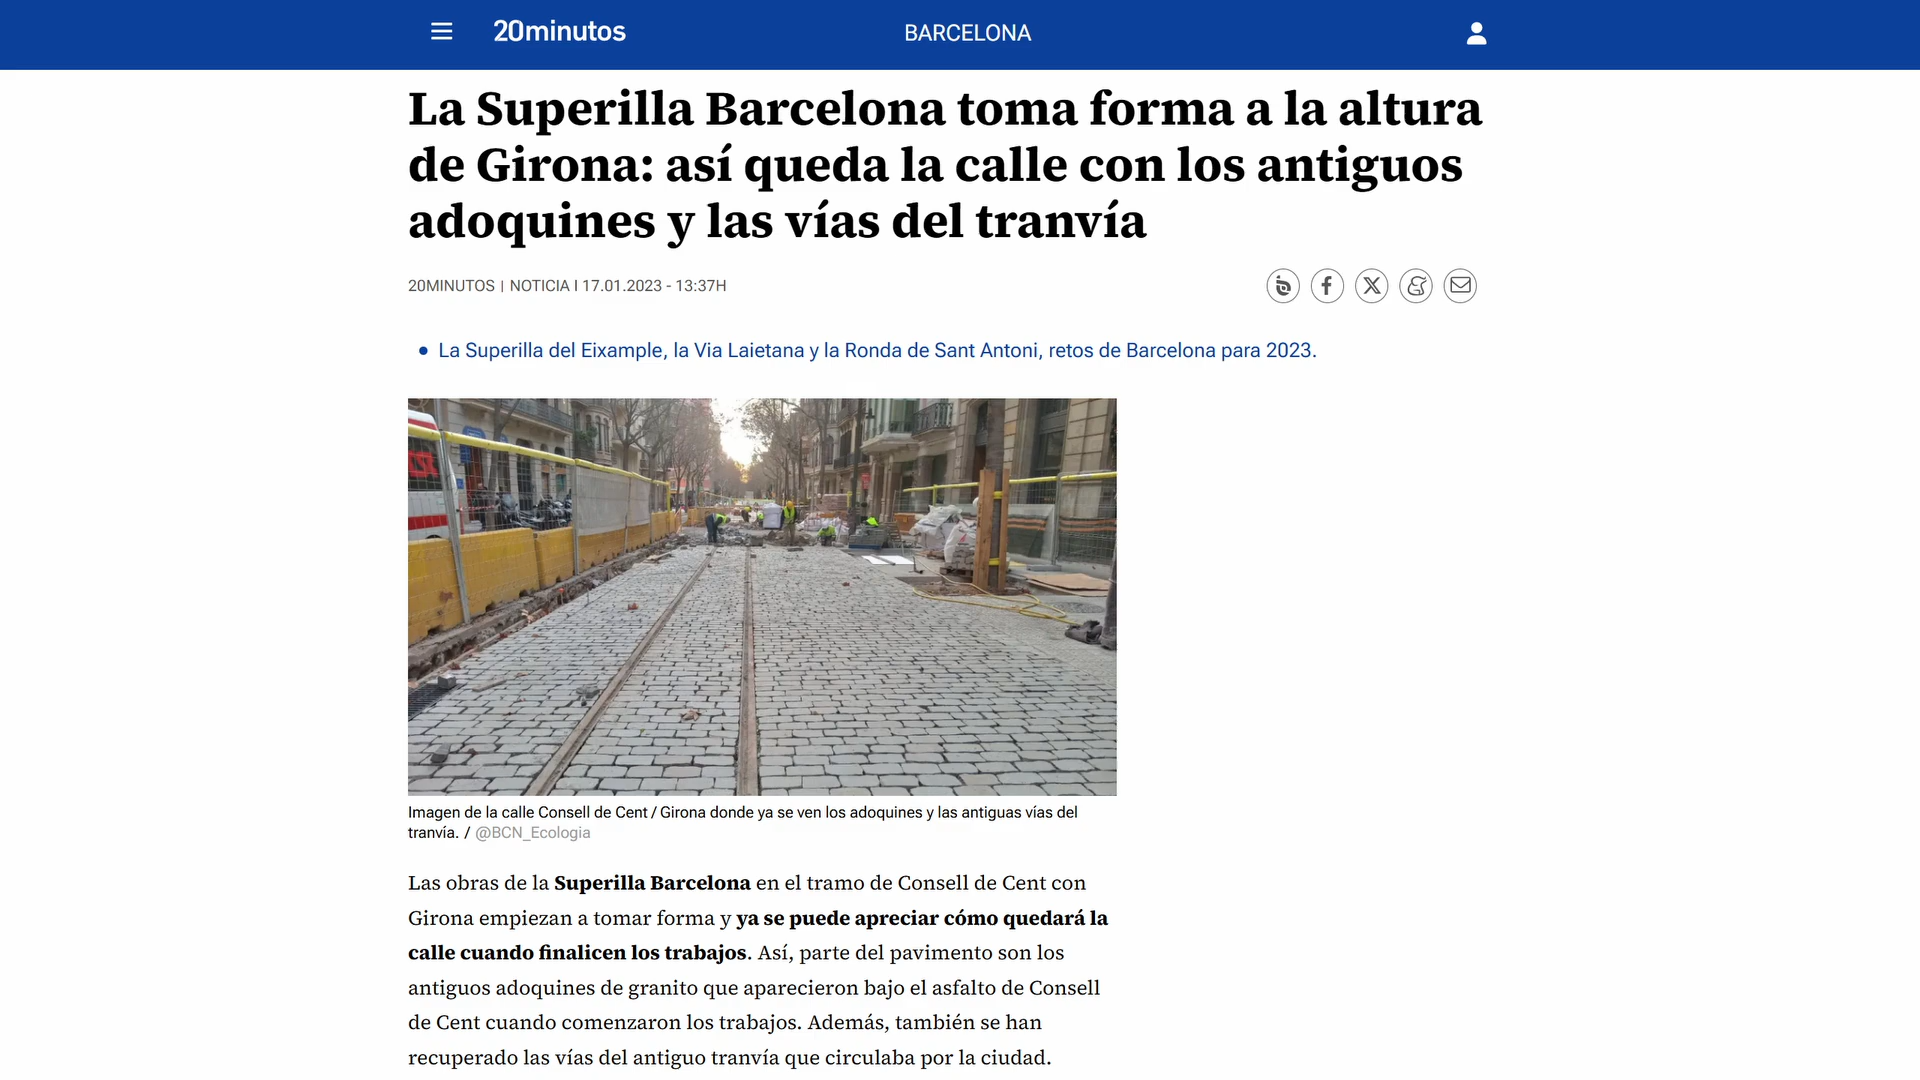 20minutos
BARCELONA
La Superilla Barcelona toma forma a la altura
de Girona: así queda la calle con los antiguos
adoquines y las vías del tranvía
20MINUTOS | NOTICIA I 17.01.2023 - 13:37H
La Superilla del Eixample, la Via Laietana y la Ronda de Sant Antoni, retos de Barcelona para 2023.
Imagen de la calle Consell de Cent / Girona donde ya se ven los adoquines y las antiguas vías del
tranvía. / @BCN_Ecologia
Las obras de la Superilla Barcelona en el tramo de Consell de Cent con
Girona empiezan a tomar forma y ya se puede apreciar cómo quedará la
calle cuando finalicen los trabajos. Así, parte del pavimento son los
antiguos adoquines de granito que aparecieron bajo el asfalto de Consell
de Cent cuando comenzaron los trabajos. Además, también se han
recuperado las vías del antiguo tranvía que circulaba por la ciudad.